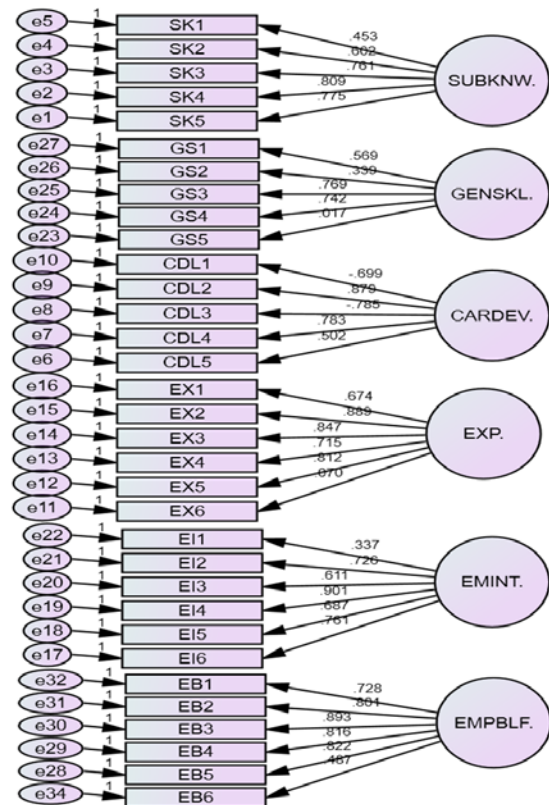 e5 1 SK1 .453
e4 1 SK2 .602
e3 1 SK3 .761
e2 1 SK4 .809
e1 1 SK5 .775
SUBKNW.
e27 1 GS1 .569
e26 1 GS2 .339
e25 1 GS3 .769
e24 1 GS4 .742
e23 1 GS5 .017
GENSKL.
e10 1 CDL1 -.699
e9 1 CDL2 .879
e8 1 CDL3 -.785
e7 1 CDL4 .783
e6 1 CDL5 .502
CARDEV.
e16 1 EX1 .674
e15 1 EX2 .889
e14 1 EX3 .847
e13 1 EX4 .715
e12 1 EX5 .812
e11 1 EX6 .070
EXP.
e22 1 EI1 .337
e21 1 EI2 .726
e20 1 EI3 .611
e19 1 EI4 .901
e18 1 EI5 .687
e17 1 EI6 .761
EMINT.
e32 1 EB1 .728
e31 1 EB2 .801
e30 1 EB3 .893
e29 1 EB4 .816
e28 1 EB5 .822
e34 1 EB6 .487
EMPBLF.